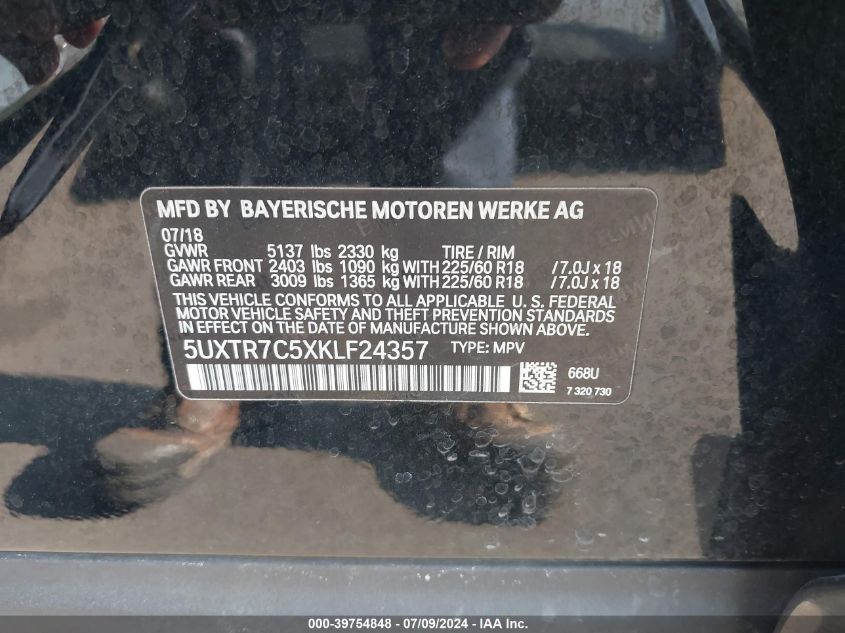 MFD BY BAYERISCHE MOTOREN WERKE AG
07/18
GVWR 5137 lbs 2330 kg TIRE / RIM
GAWR FRONT 2403 lbs 1090 kg WITH 225/60 R18 / 7.0J x 18
GAWR REAR 3009 lbs 1365 kg WITH 225/60 R18 / 7.0J x 18
THIS VEHICLE CONFORMS TO ALL APPLICABLE U. S. FEDERAL
MOTOR VEHICLE SAFETY AND THEFT PREVENTION STANDARDS
IN EFFECT ON THE DATE OF MANUFACTURE SHOWN ABOVE.
5UXTR7C5XKLF24357 TYPE: MPV
668U
7 320 730
000-39754848 - 07/09/2024 - IAA Inc.